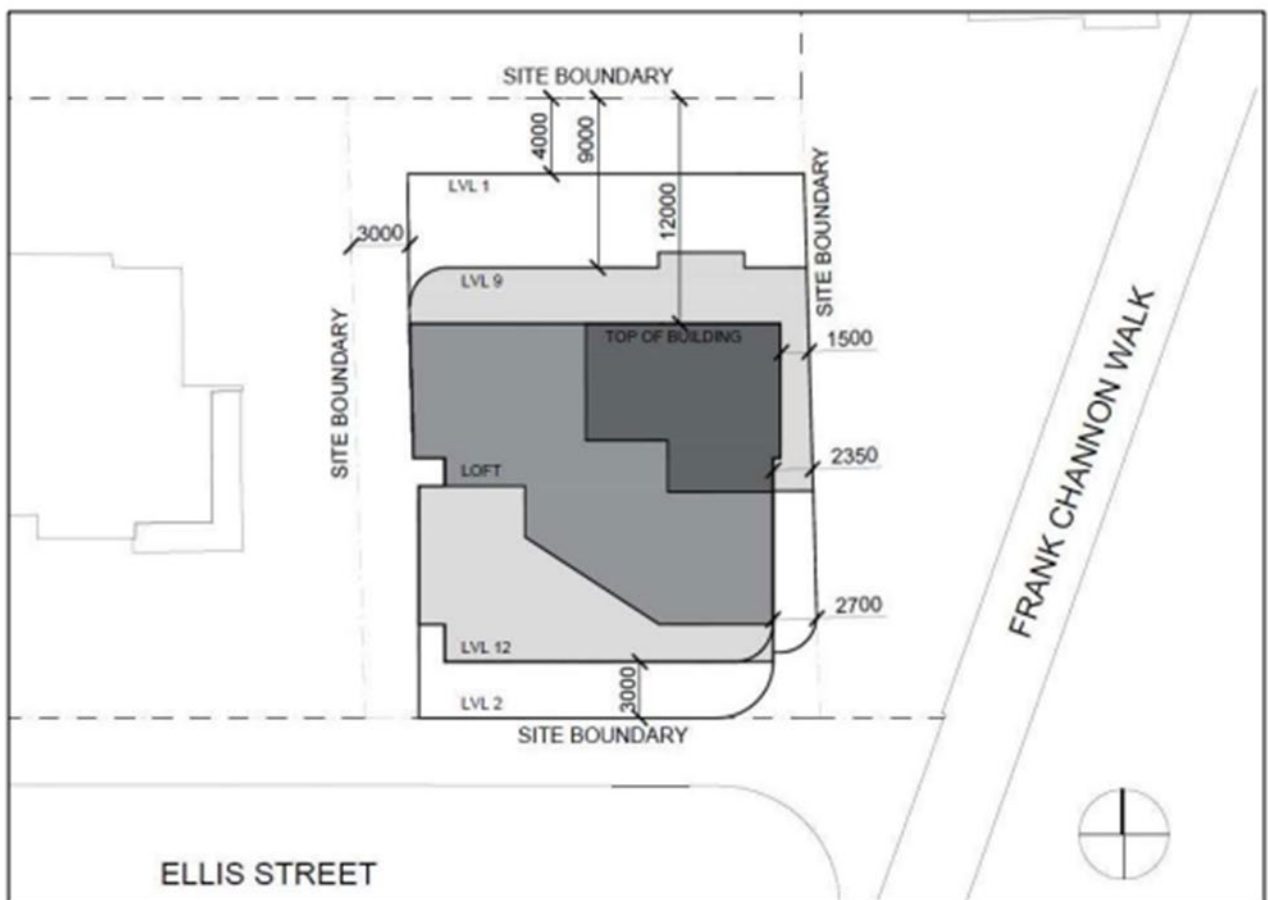 SITE BOUNDARY
4000
9000
12000
LVL 1
3000
SITE BOUNDARY
LVL 9
SITE BOUNDARY
TOP OF BUILDING
1500
FRANK CHANNON WALK
2350
LOFT
2700
LVL 12
3000
LVL 2
SITE BOUNDARY
ELLIS STREET